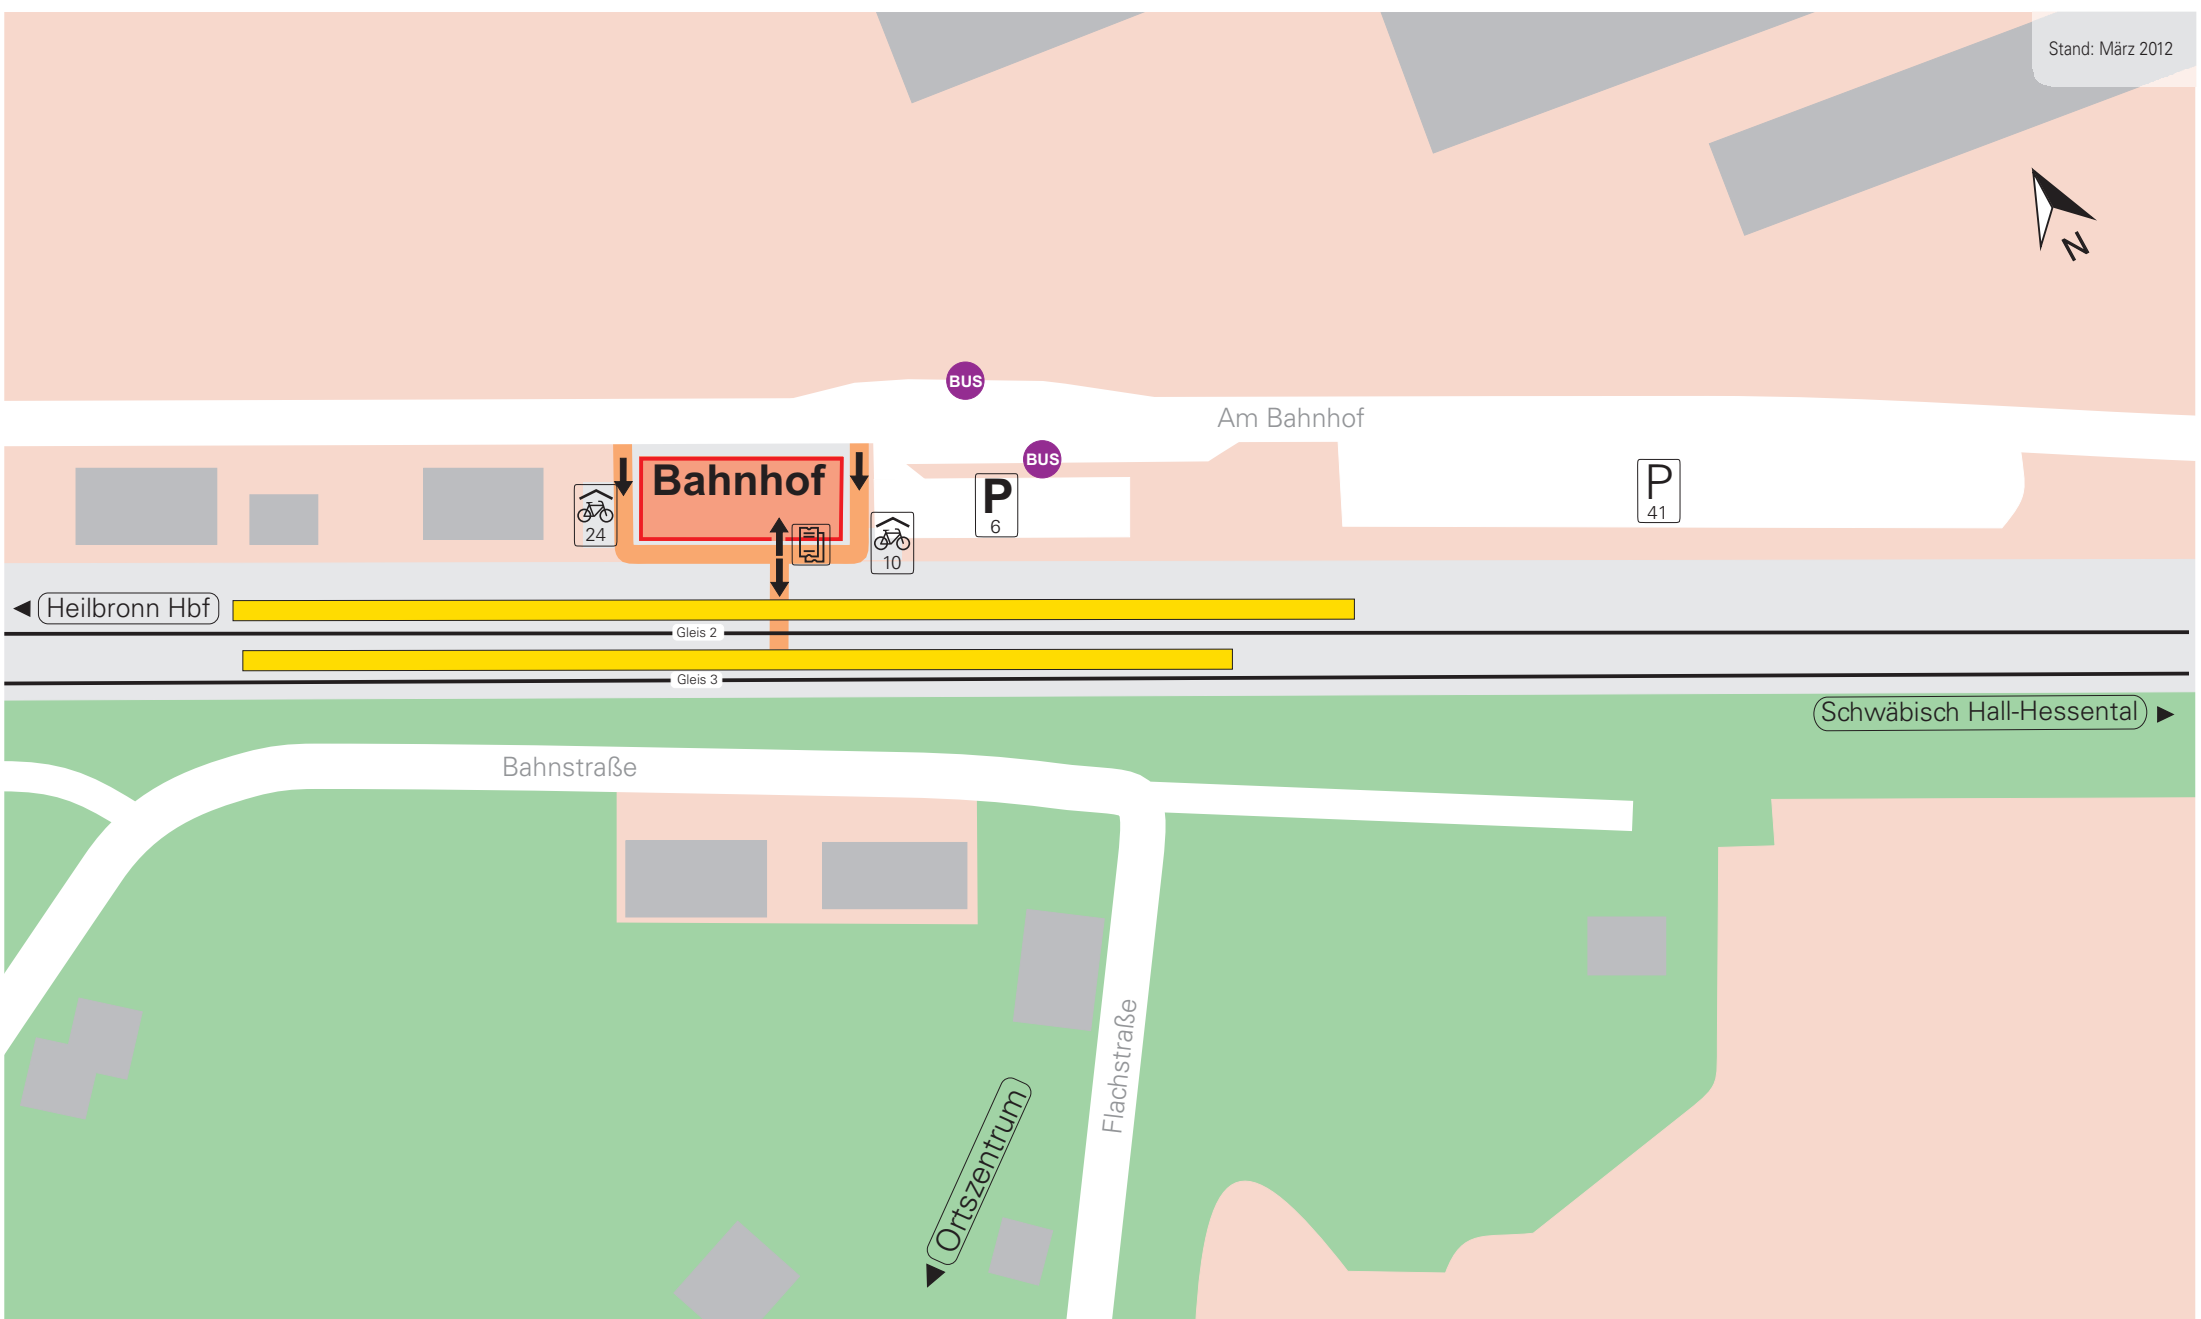 Stand: März 2012
N
BUS
Am Bahnhof
BUS
Bahnhof
P
6
P
41
24
10
Heilbronn Hbf
Gleis 2
Gleis 3
Schwäbisch Hall-Hessental
Bahnstraße
Flachstraße
Ortszentrum